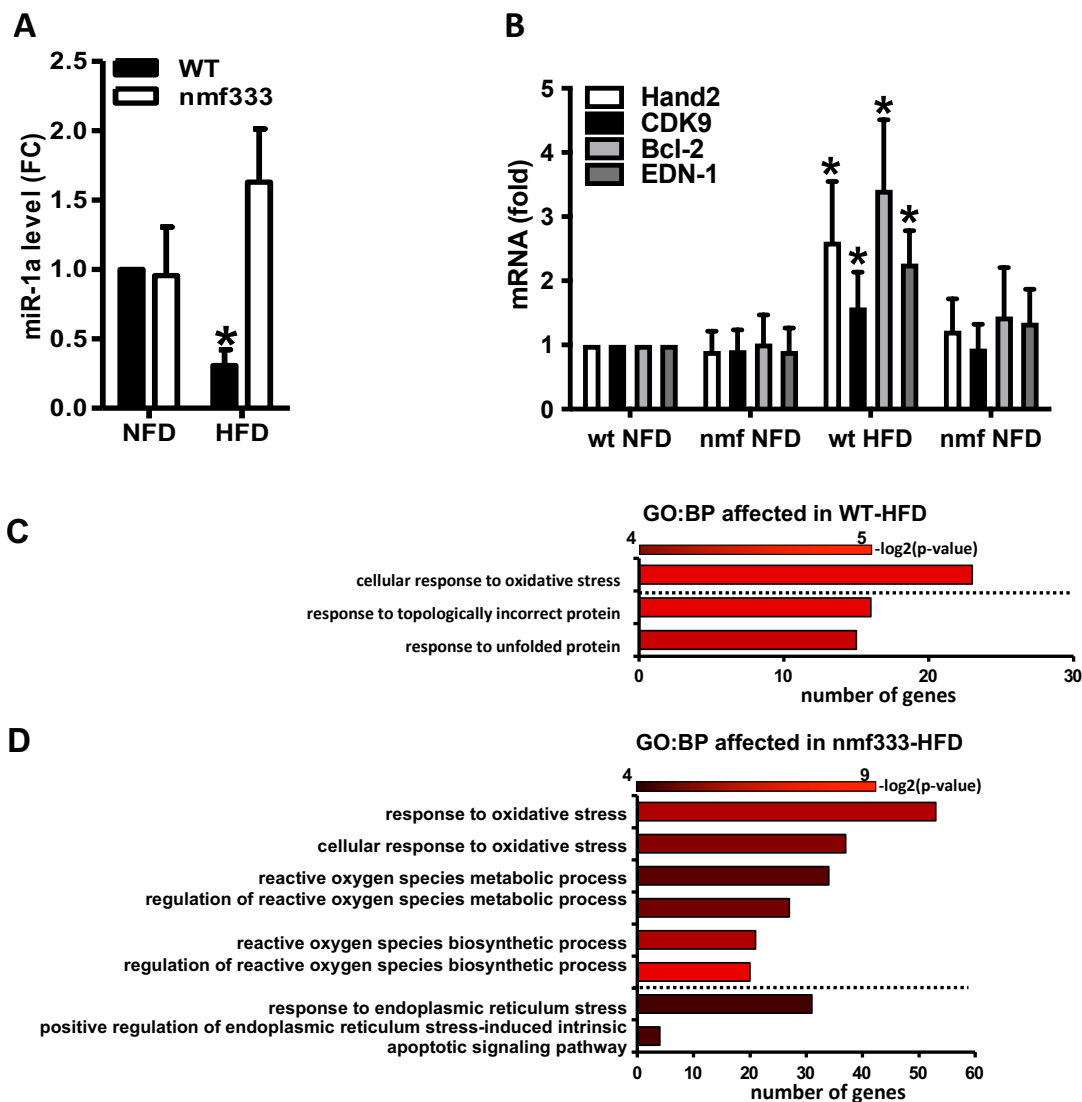 A
miR-1a level (FC)
2.5
2.0
1.5
1.0
0.5
0.0
WT
nmf333
*
NFD HFD
B
mRNA (fold)
5
4
3
2
1
0
Hand2
CDK9
Bcl-2
EDN-1
* * * *
wt NFD nmf NFD wt HFD nmf NFD
C
GO:BP affected in WT-HFD
4 5 -log2(p-value)
cellular response to oxidative stress
response to topologically incorrect protein
response to unfolded protein
0 10 20 30
number of genes
D
GO:BP affected in nmf333-HFD
4 9 -log2(p-value)
response to oxidative stress
cellular response to oxidative stress
reactive oxygen species metabolic process
regulation of reactive oxygen species metabolic process
reactive oxygen species biosynthetic process
regulation of reactive oxygen species biosynthetic process
response to endoplasmic reticulum stress
positive regulation of endoplasmic reticulum stress-induced intrinsic
apoptotic signaling pathway
0 10 20 30 40 50 60
number of genes